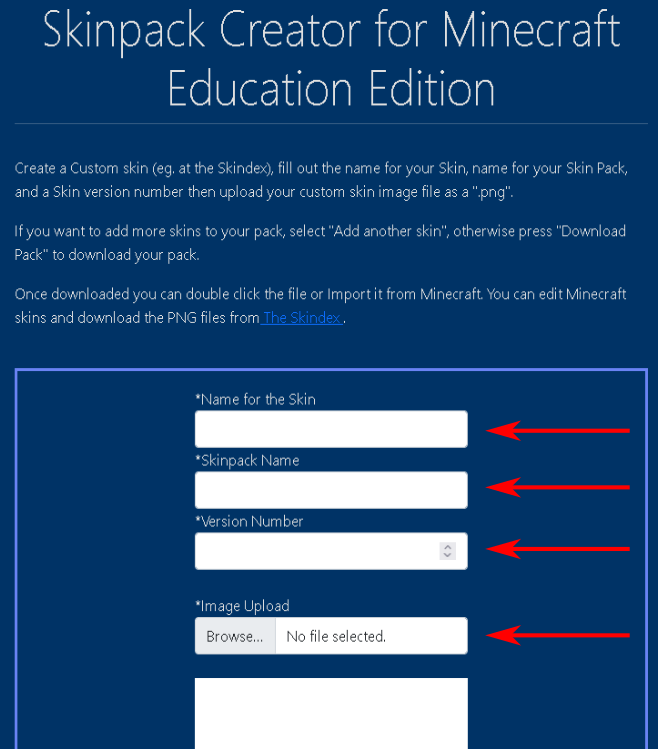 Skinpack Creator for Minecraft
Education Edition
Create a Custom skin (eg. at the Skindex), fill out the name for your Skin, name for your Skin Pack,
and a Skin version number then upload your custom skin image file as a ".png".
If you want to add more skins to your pack, select "Add another skin", otherwise press "Download
Pack" to download your pack.
Once downloaded you can double click the file or Import it from Minecraft. You can edit Minecraft
skins and download the PNG files from The Skindex .
*Name for the Skin
*Skinpack Name
*Version Number
*Image Upload
Browse... No file selected.